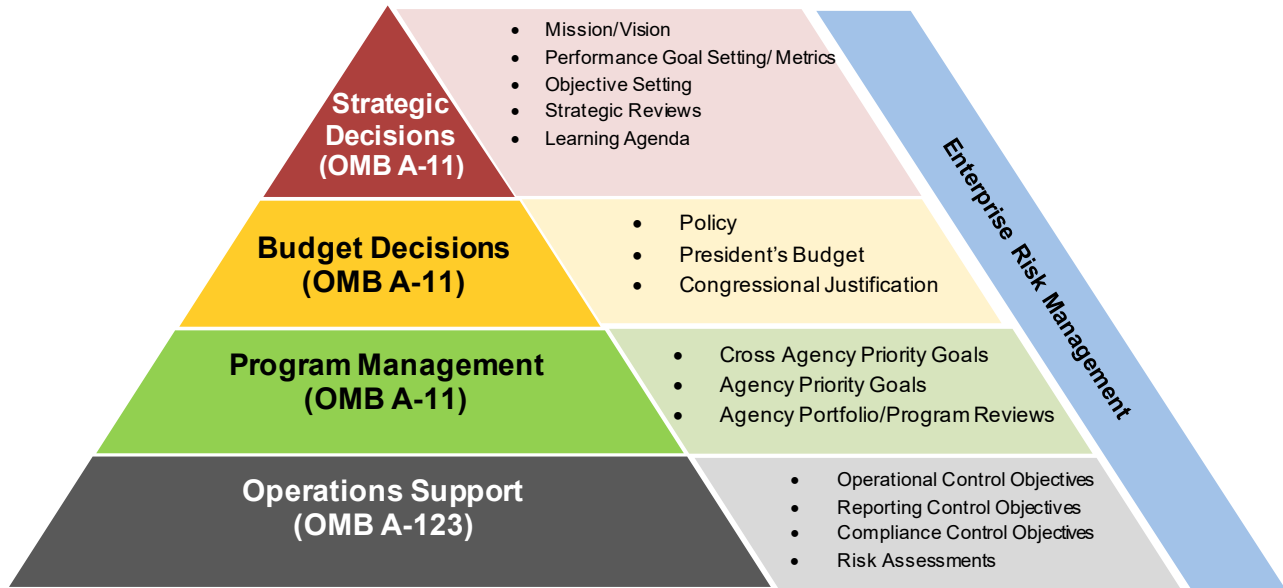 Strategic
Decisions
(OMB A-11)
• Mission/Vision
• Performance Goal Setting/ Metrics
• Objective Setting
• Strategic Reviews
• Learning Agenda
Budget Decisions
(OMB A-11)
• Policy
• President’s Budget
• Congressional Justification
Program Management
(OMB A-11)
• Cross Agency Priority Goals
• Agency Priority Goals
• Agency Portfolio/Program Reviews
Operations Support
(OMB A-123)
• Operational Control Objectives
• Reporting Control Objectives
• Compliance Control Objectives
• Risk Assessments
Enterprise Risk Management